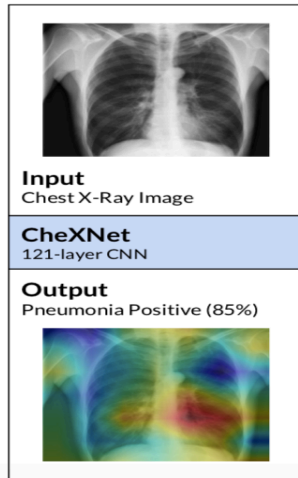 Input
Chest X-Ray Image
CheXNet
121-layer CNN
Output
Pneumonia Positive (85%)